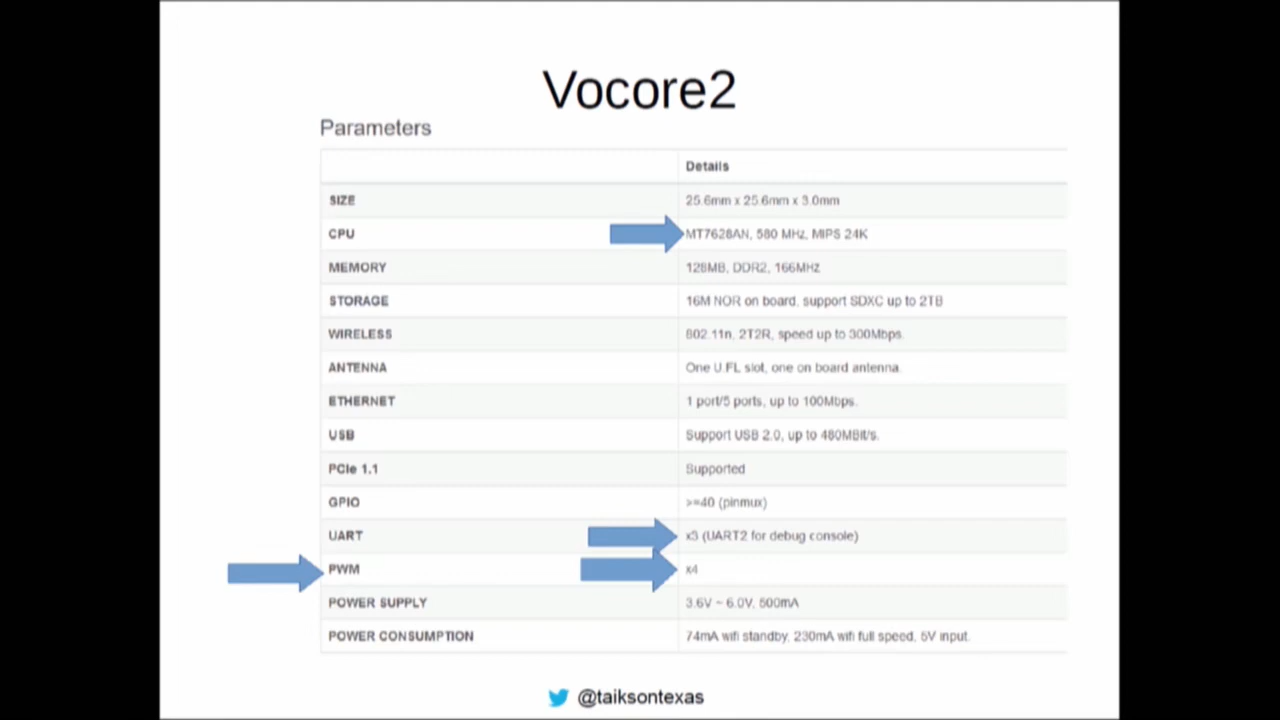 Vocore2
Parameters
Details
SIZE 25.6mm x 25.6mm x 3.0mm
CPU MT7628AN, 580 MHz, MIPS 24K
MEMORY 128MB, DDR2, 166MHz
STORAGE 16M NOR on board, support SDXC up to 2TB
WIRELESS 802.11n, 2T2R, speed up to 300Mbps.
ANTENNA One U.FL slot, one on board antenna.
ETHERNET 1 port/5 ports, up to 100Mbps.
USB Support USB 2.0, up to 480MBit/s.
PCIe 1.1 Supported
GPIO >=40 (pinmux)
UART x3 (UART2 for debug console)
PWM x4
POWER SUPPLY 3.6V ~ 6.0V, 500mA
POWER CONSUMPTION 74mA wifi standby, 230mA wifi full speed, 5V input.
@taiksontexas